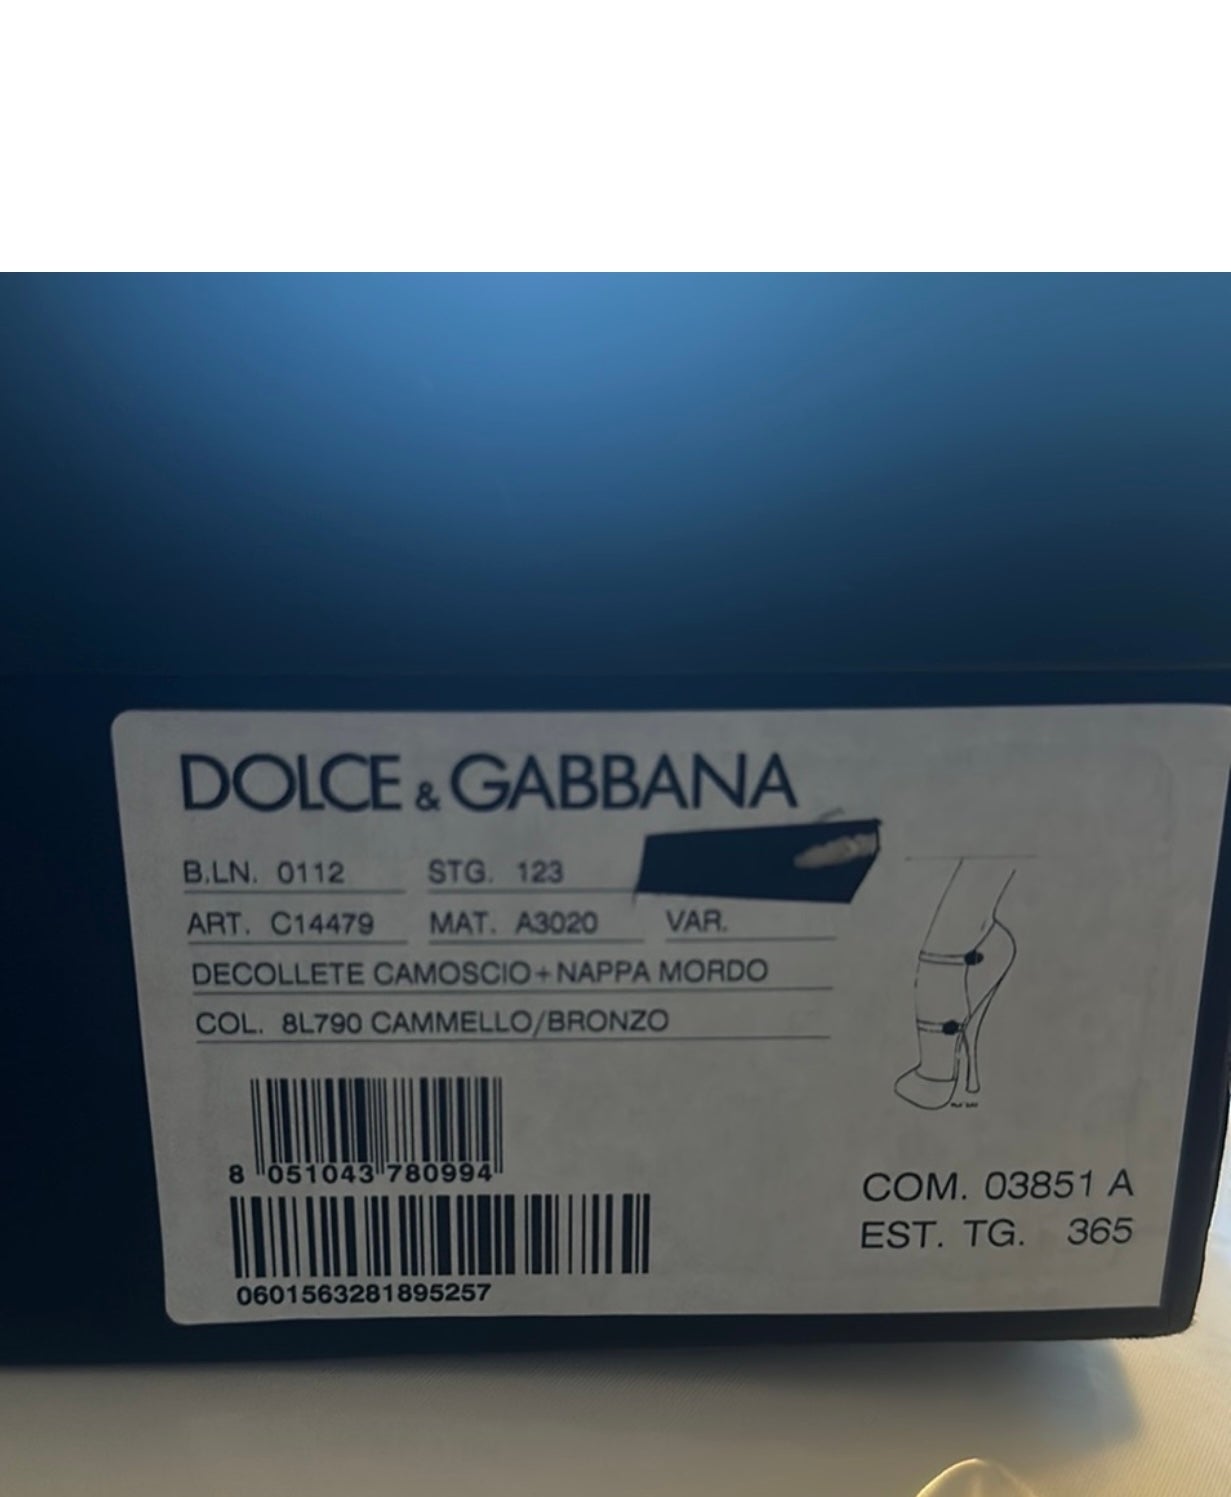 DOLCE & GABBANA
B.LN. 0112 STG. 123
ART. C14479 MAT. A3020 VAR.
DECOLLETE CAMOSCIO+NAPPA MORDO
COL. 8L790 CAMMELLO/BRONZO
8 051043 780994
0601563281895257
COM. 03851 A
EST. TG. 365